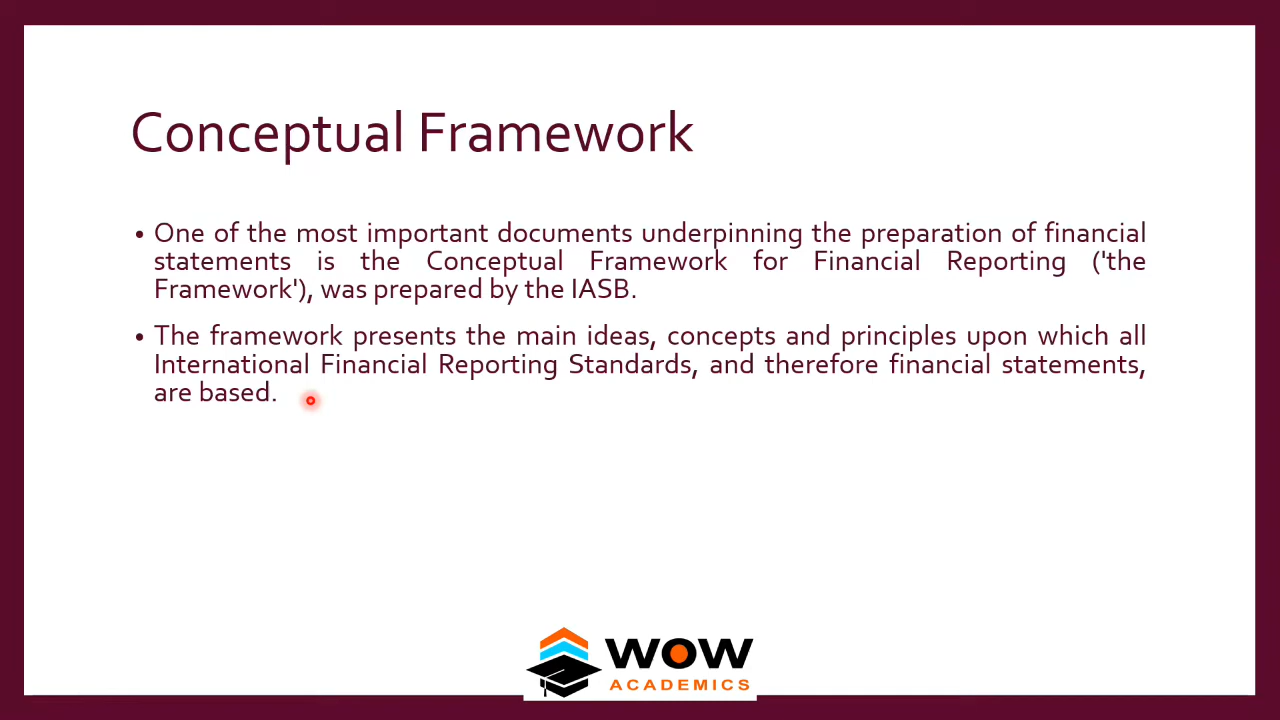 Conceptual Framework
• One of the most important documents underpinning the preparation of financial
statements is the Conceptual Framework for Financial Reporting ('the
Framework'), was prepared by the IASB.
• The framework presents the main ideas, concepts and principles upon which all
International Financial Reporting Standards, and therefore financial statements,
are based.
WOW
ACADEMICS